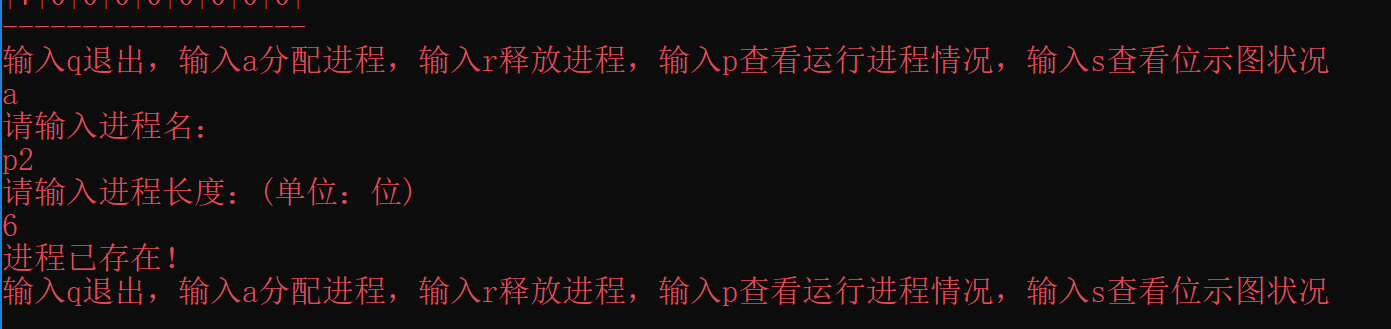 --------------------
输入q退出，输入a分配进程，输入r释放进程，输入p查看运行进程情况，输入s查看位示图状况
a
请输入进程名：
p2
请输入进程长度：(单位：位)
6
进程已存在！
输入q退出，输入a分配进程，输入r释放进程，输入p查看运行进程情况，输入s查看位示图状况